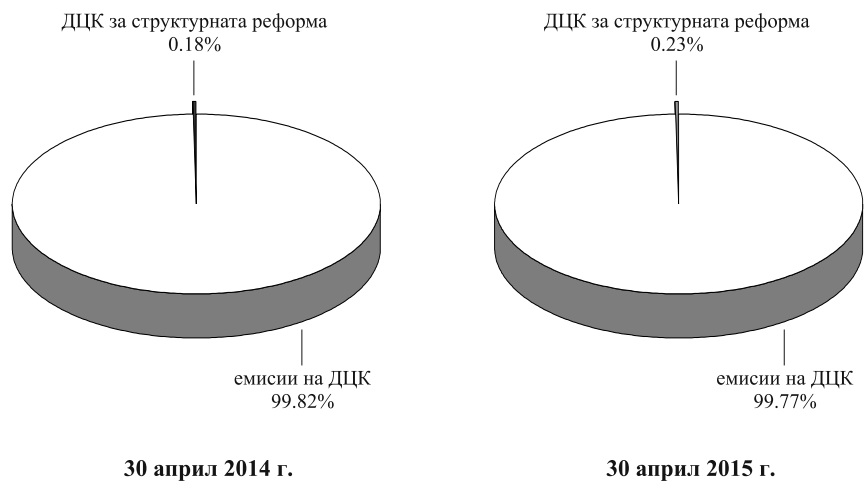 ДЦК за структурната реформа
0.18%
емисии на ДЦК
99.82%
30 април 2014 г.
ДЦК за структурната реформа
0.23%
емисии на ДЦК
99.77%
30 април 2015 г.